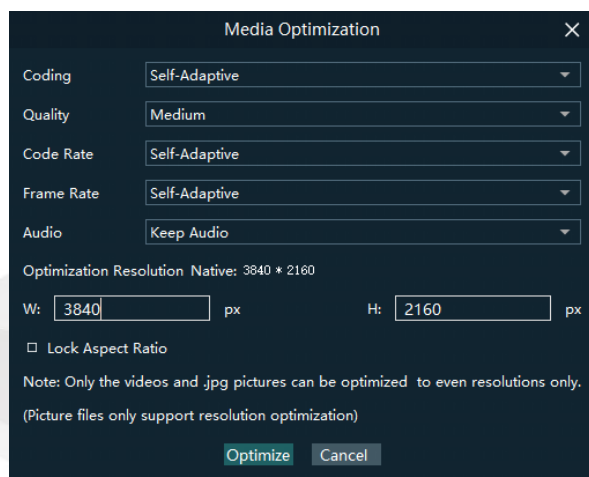 Media Optimization
Coding Self-Adaptive
Quality Medium
Code Rate Self-Adaptive
Frame Rate Self-Adaptive
Audio Keep Audio
Optimization Resolution Native: 3840 * 2160
W: 3840 px H: 2160 px
Lock Aspect Ratio
Note: Only the videos and .jpg pictures can be optimized to even resolutions only.
(Picture files only support resolution optimization)
Optimize Cancel